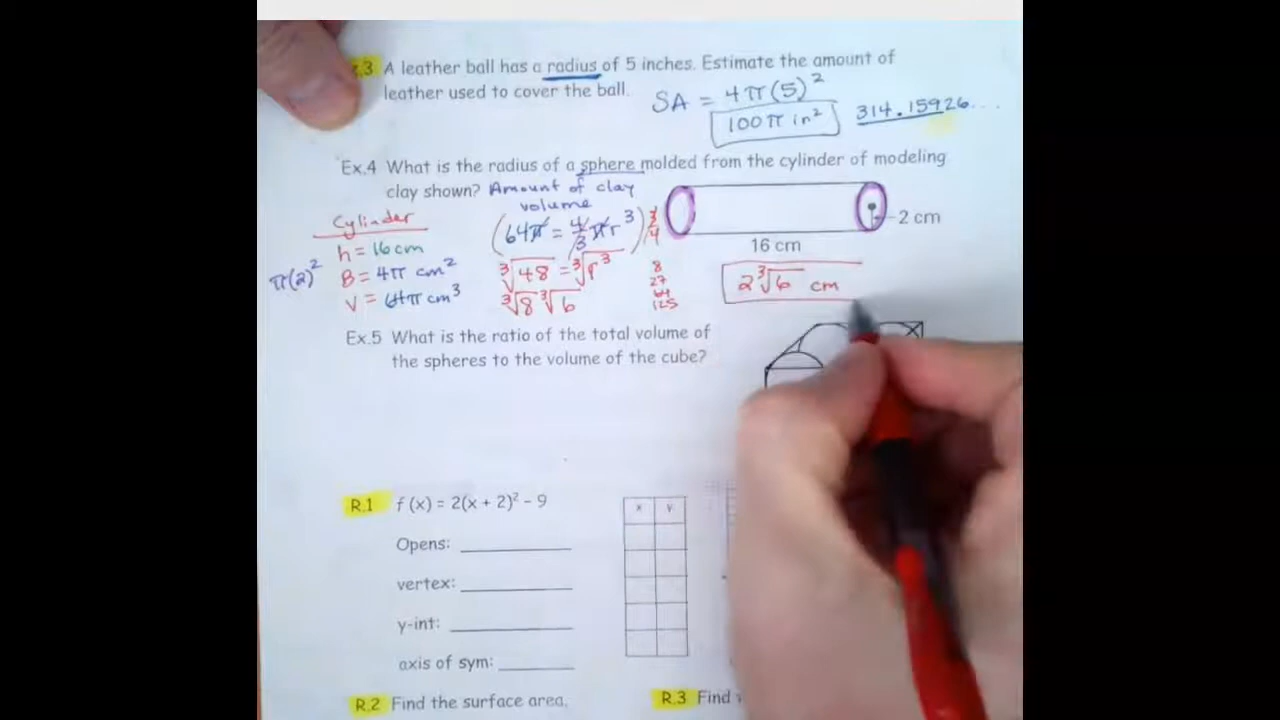 .3 A leather ball has a radius of 5 inches. Estimate the amount of
leather used to cover the ball.
SA = 4π(5)²
100π in²
314.15926...
Ex.4 What is the radius of a sphere molded from the cylinder of modeling
clay shown? Amount of clay
volume
Cylinder
h = 16 cm
π(2)² B = 4π cm²
V = 64π cm³
(64π = 4/3 πr³) 3/4
∛48 = ∛r³
∛8 ∛6
8
27
64
125
2 cm
16 cm
2∛6 cm
Ex.5 What is the ratio of the total volume of
the spheres to the volume of the cube?
R.1 f (x) = 2(x + 2)² - 9
Opens:
vertex:
y-int:
axis of sym:
x y
R.2 Find the surface area.
R.3 Find